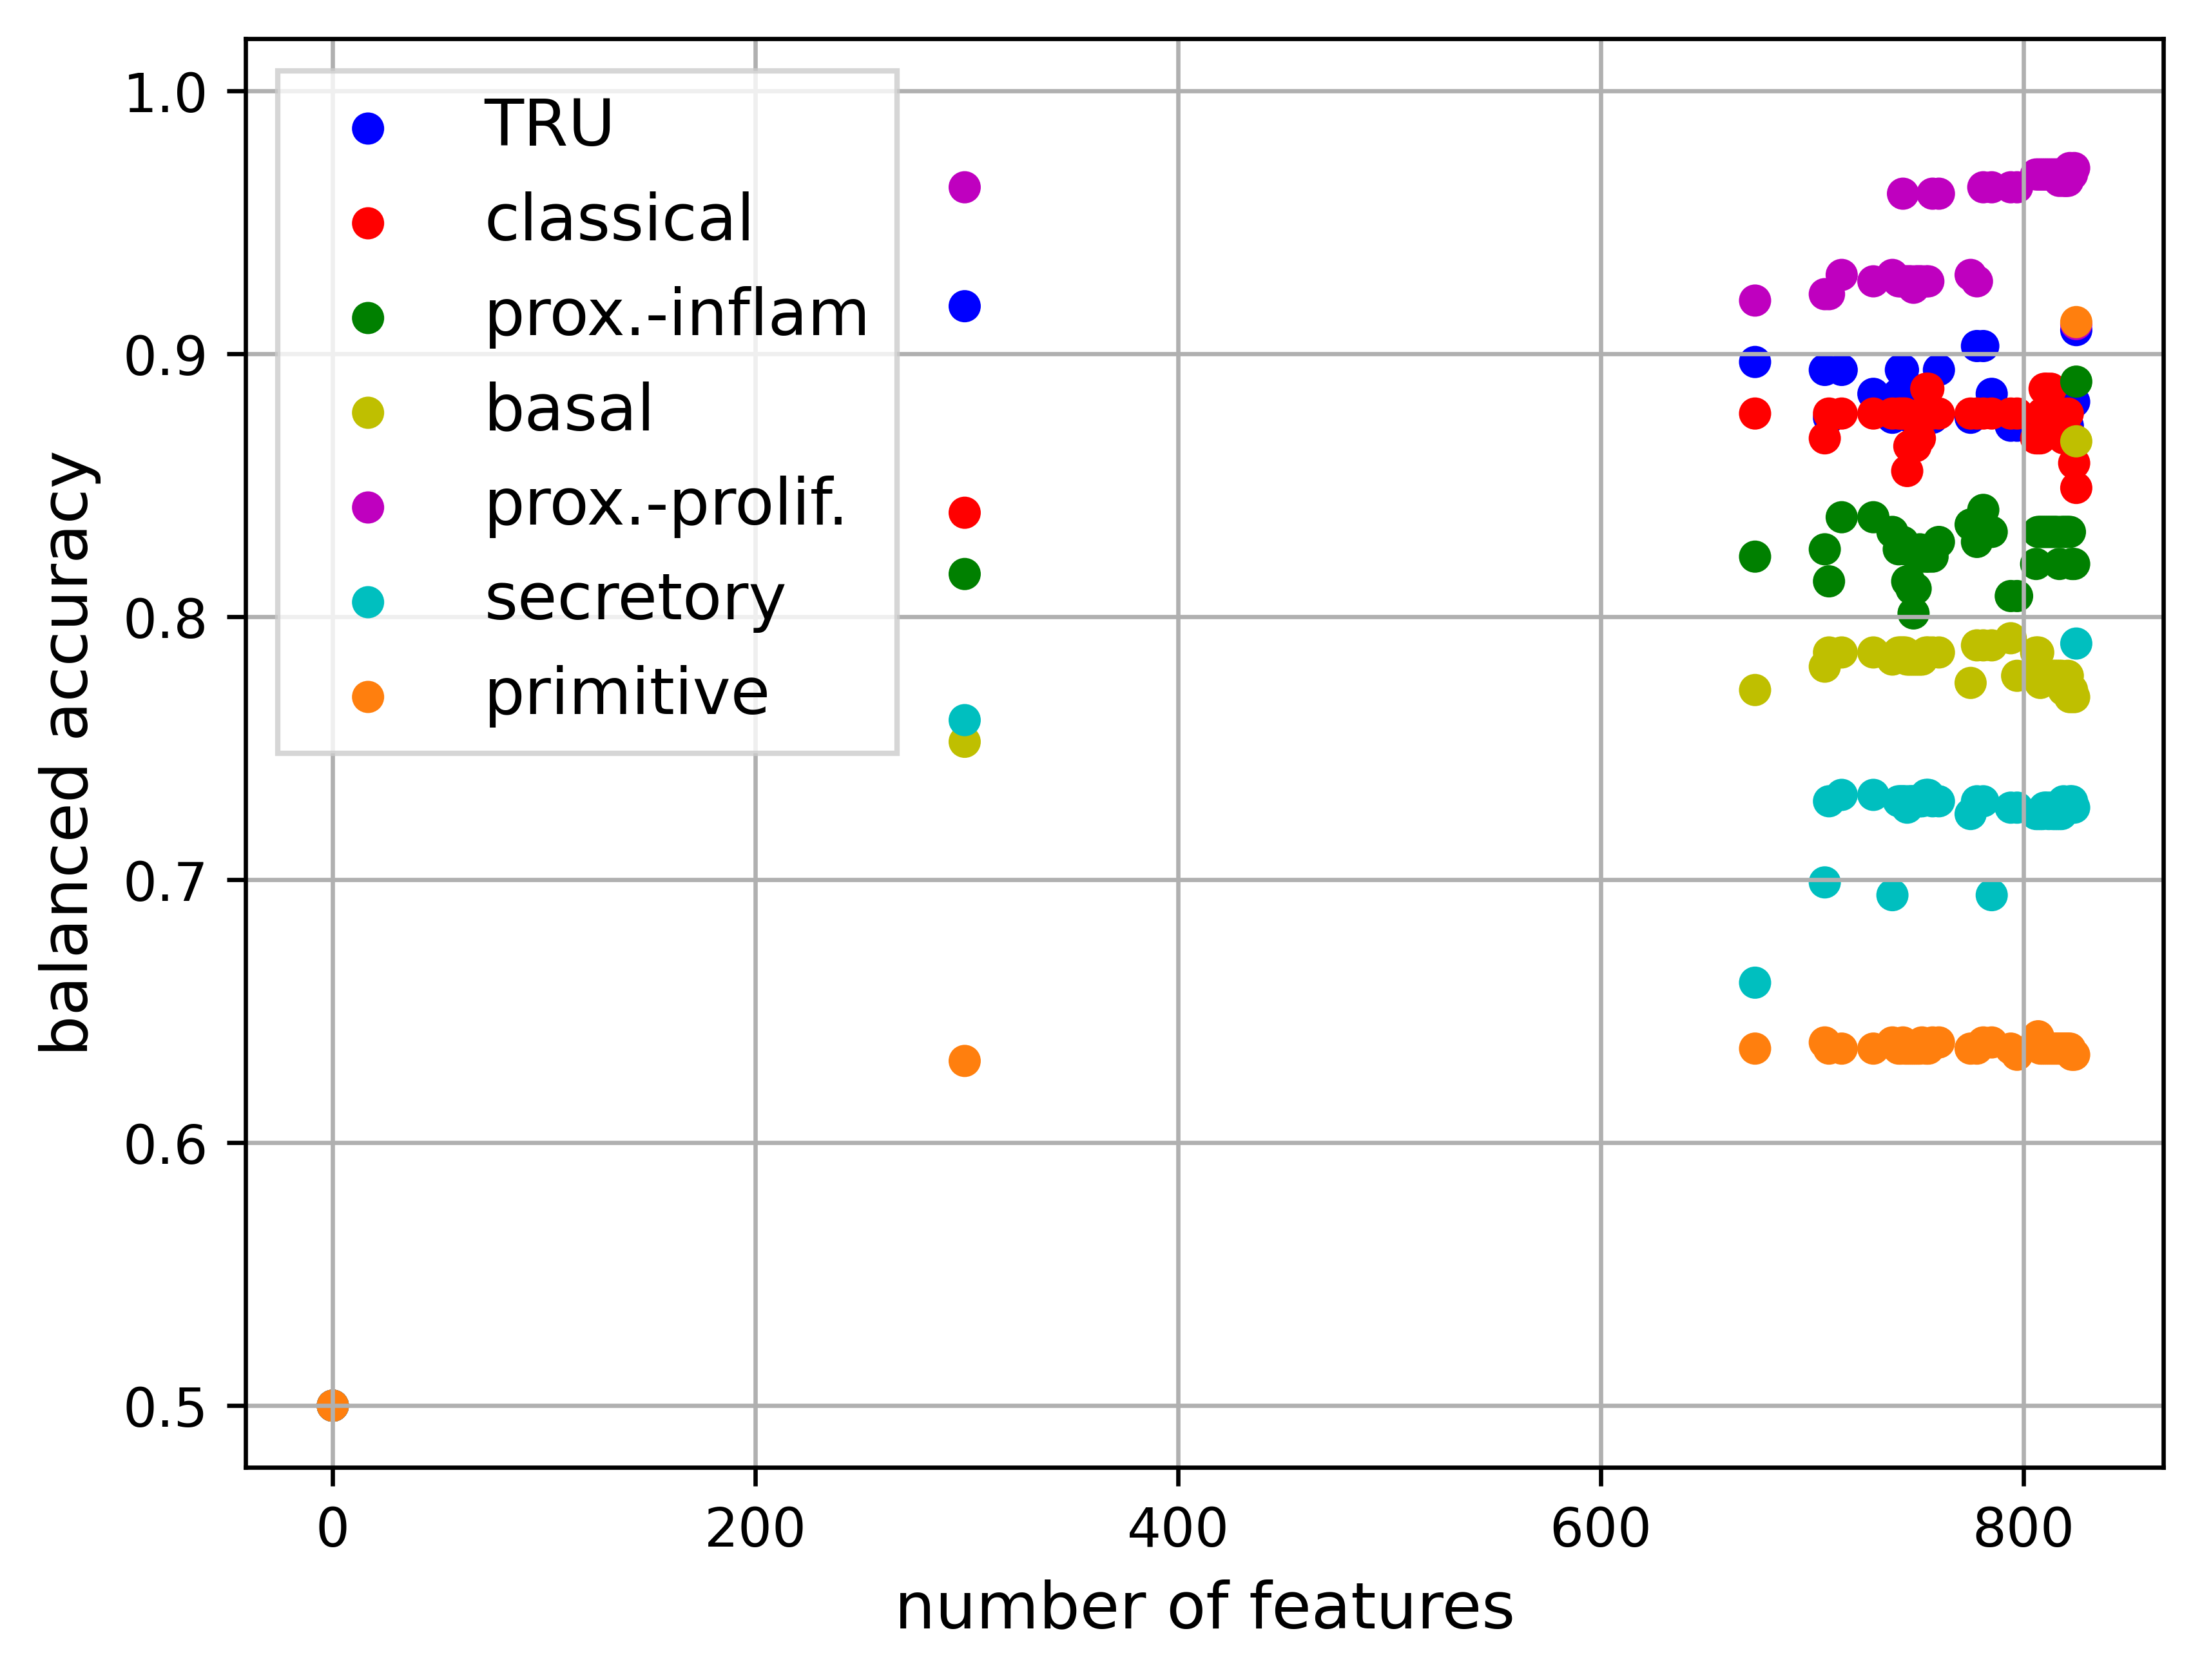 1.0
0.9
0.8
0.7
0.6
0.5
balanced accuracy
TRU
classical
prox.-inflam
basal
prox.-prolif.
secretory
primitive
0 200 400 600 800
number of features